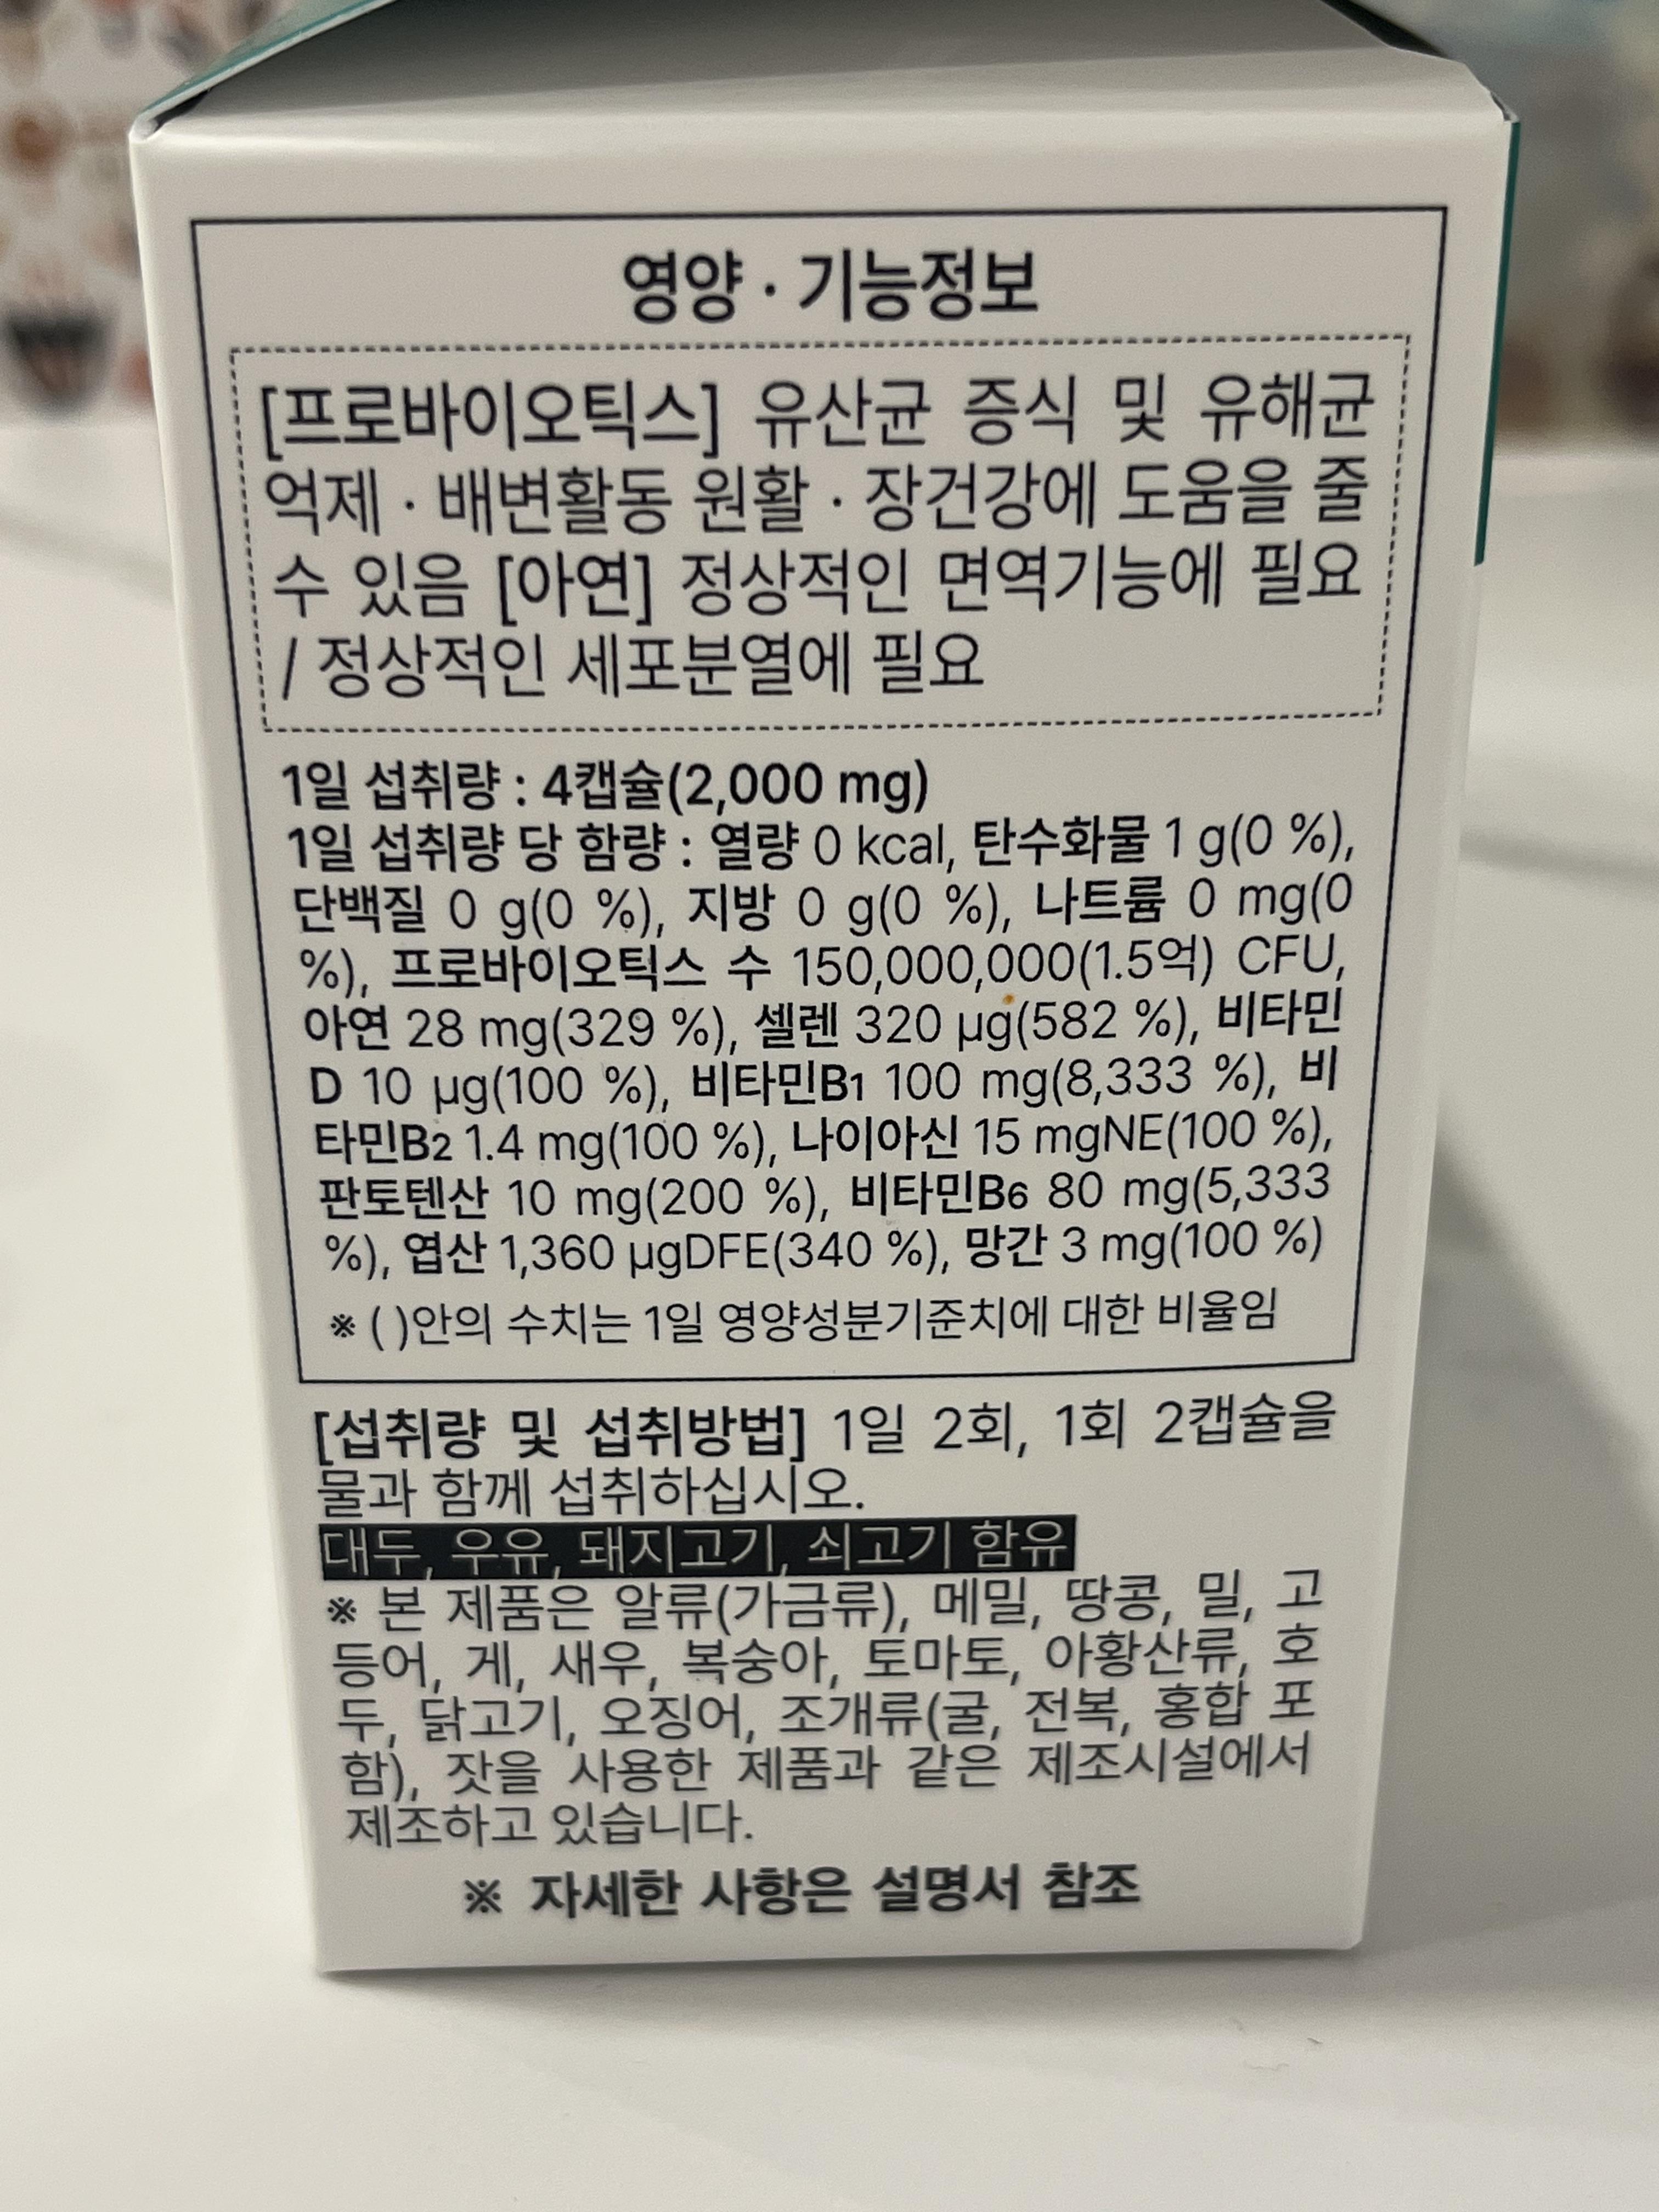 영양 · 기능정보
[프로바이오틱스] 유산균 증식 및 유해균
억제 · 배변활동 원활 · 장건강에 도움을 줄
수 있음 [아연] 정상적인 면역기능에 필요
/ 정상적인 세포분열에 필요
1일 섭취량 : 4캡슐(2,000 mg)
1일 섭취량 당 함량 : 열량 0 kcal, 탄수화물 1 g(0 %),
단백질 0 g(0 %), 지방 0 g(0 %), 나트륨 0 mg(0
%), 프로바이오틱스 수 150,000,000(1.5억) CFU,
아연 28 mg(329 %), 셀렌 320 µg(582 %), 비타민
D 10 µg(100 %), 비타민B1 100 mg(8,333 %), 비
타민B2 1.4 mg(100 %), 나이아신 15 mgNE(100 %),
판토텐산 10 mg(200 %), 비타민B6 80 mg(5,333
%), 엽산 1,360 µgDFE(340 %), 망간 3 mg(100 %)
※ ( )안의 수치는 1일 영양성분기준치에 대한 비율임
[섭취량 및 섭취방법] 1일 2회, 1회 2캡슐을
물과 함께 섭취하십시오.
대두, 우유, 돼지고기, 쇠고기 함유
※ 본 제품은 알류(가금류), 메밀, 땅콩, 밀, 고
등어, 게, 새우, 복숭아, 토마토, 아황산류, 호
두, 닭고기, 오징어, 조개류(굴, 전복, 홍합 포
함), 잣을 사용한 제품과 같은 제조시설에서
제조하고 있습니다.
※ 자세한 사항은 설명서 참조